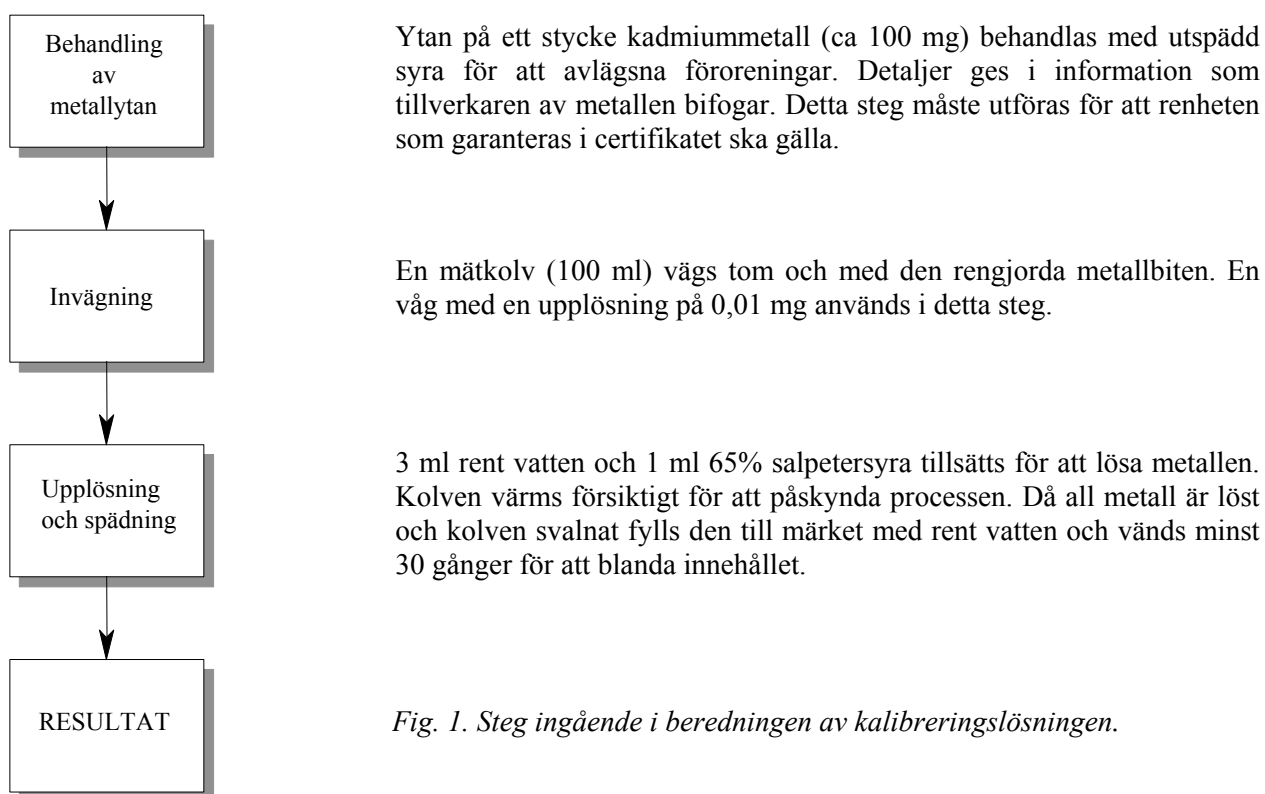 Behandling
av
metallytan
Ytan på ett stycke kadmiummetall (ca 100 mg) behandlas med utspädd
syra för att avlägsna föroreningar. Detaljer ges i information som
tillverkaren av metallen bifogar. Detta steg måste utföras för att renheten
som garanteras i certifikatet ska gälla.
Invägning
En mätkolv (100 ml) vägs tom och med den rengjorda metallbiten. En
våg med en upplösning på 0,01 mg används i detta steg.
Upplösning
och spädning
3 ml rent vatten och 1 ml 65% salpetersyra tillsätts för att lösa metallen.
Kolven värms försiktigt för att påskynda processen. Då all metall är löst
och kolven svalnat fylls den till märket med rent vatten och vänds minst
30 gånger för att blanda innehållet.
RESULTAT
Fig. 1. Steg ingående i beredningen av kalibreringslösningen.